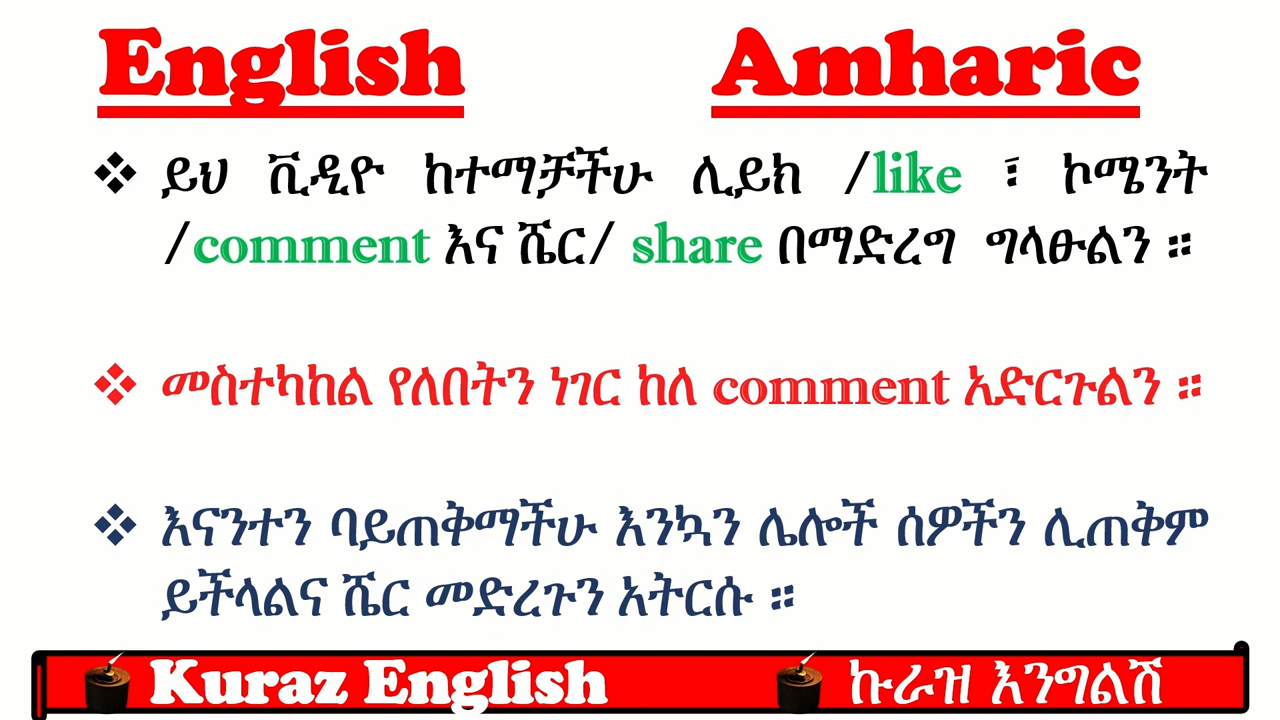 English Amharic
❖ ይህ ቪዲዮ ከተማቻችሁ ሊይክ /like ፣ ኮሜንት
/comment እና ሼር/ share በማድረግ ግላፁልን ።
❖ መስተካከል የለበትን ነገር ከለ comment አድርጉልን ።
❖ እናንተን ባይጠቅማችሁ እንኳን ሌሎች ሰዎችን ሊጠቅም
ይችላልና ሼር መድረጉን አትርሱ ።
Kuraz English ኩራዝ እንግልሽ